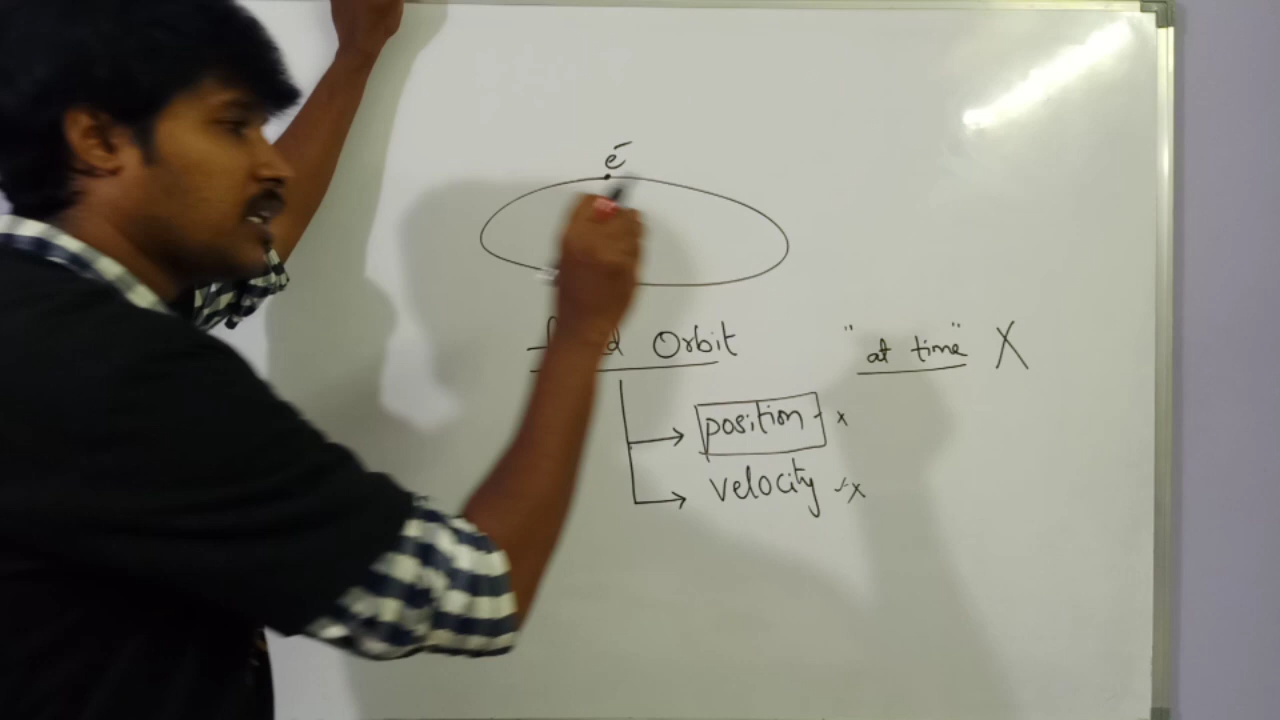 e⁻
Orbit "at time" X
position x
velocity x